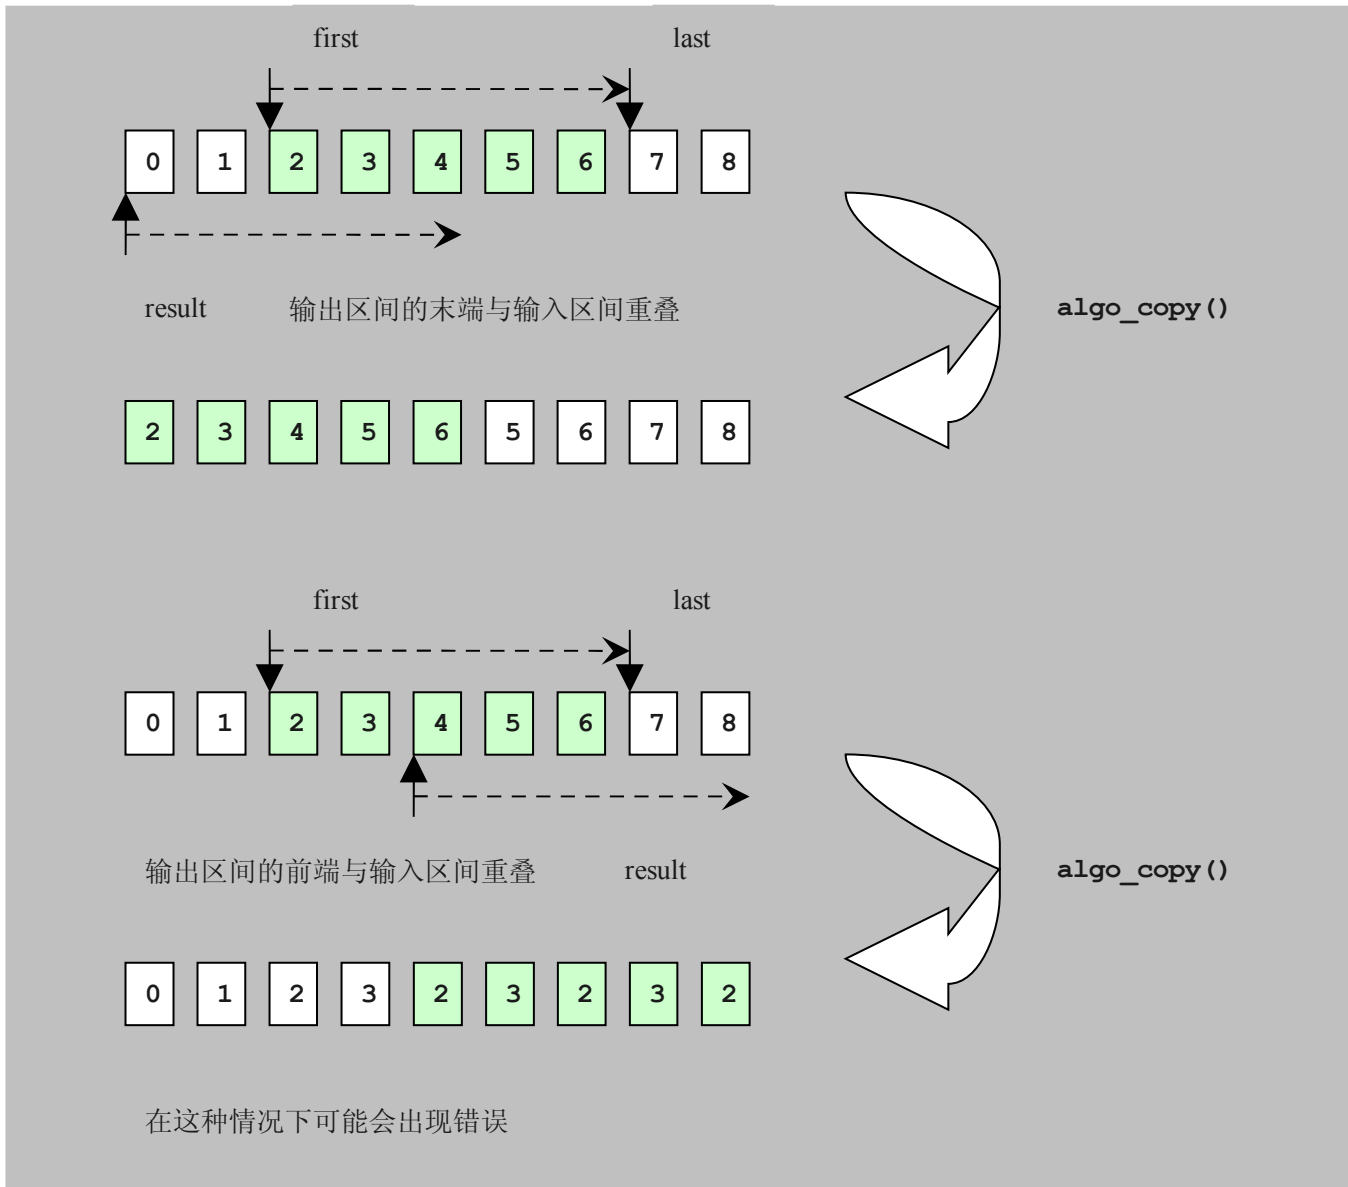 first last
0 1 2 3 4 5 6 7 8
result 输出区间的末端与输入区间重叠 algo_copy()
2 3 4 5 6 5 6 7 8
first last
0 1 2 3 4 5 6 7 8
输出区间的前端与输入区间重叠 result algo_copy()
0 1 2 3 2 3 2 3 2
在这种情况下可能会出现错误